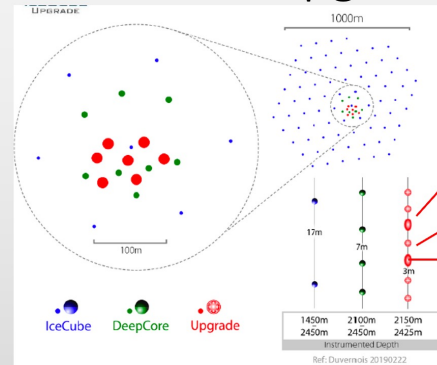 UPGRADE
1000m
100m
17m
7m
3m
IceCube
DeepCore
Upgrade
1450m
2450m
2100m
2450m
2150m
2425m
Instrumented Depth
Ref: Duvernois 20190222